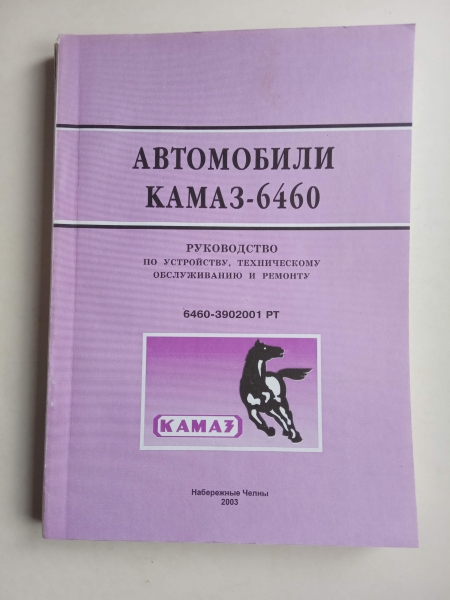 АВТОМОБИЛИ
КАМАЗ-6460
РУКОВОДСТВО
ПО УСТРОЙСТВУ, ТЕХНИЧЕСКОМУ
ОБСЛУЖИВАНИЮ И РЕМОНТУ
6460-3902001 РТ
КАМАЗ
Набережные Челны
2003